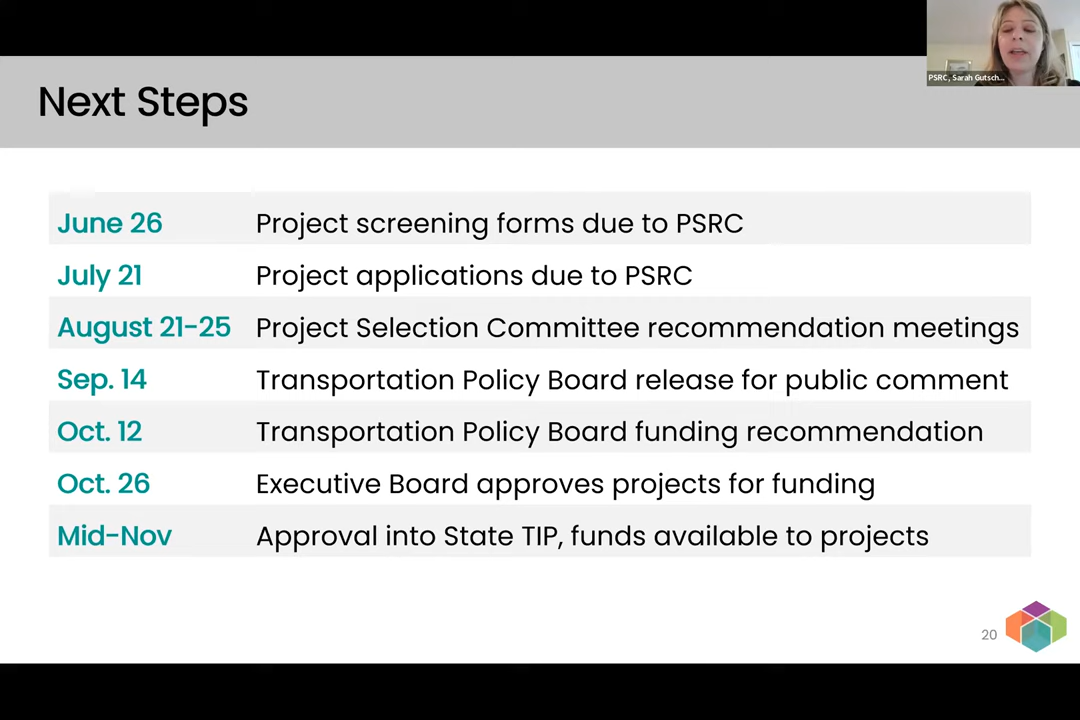 PSRC, Sarah Gutsch...
Next Steps
June 26 Project screening forms due to PSRC
July 21 Project applications due to PSRC
August 21-25 Project Selection Committee recommendation meetings
Sep. 14 Transportation Policy Board release for public comment
Oct. 12 Transportation Policy Board funding recommendation
Oct. 26 Executive Board approves projects for funding
Mid-Nov Approval into State TIP, funds available to projects
20